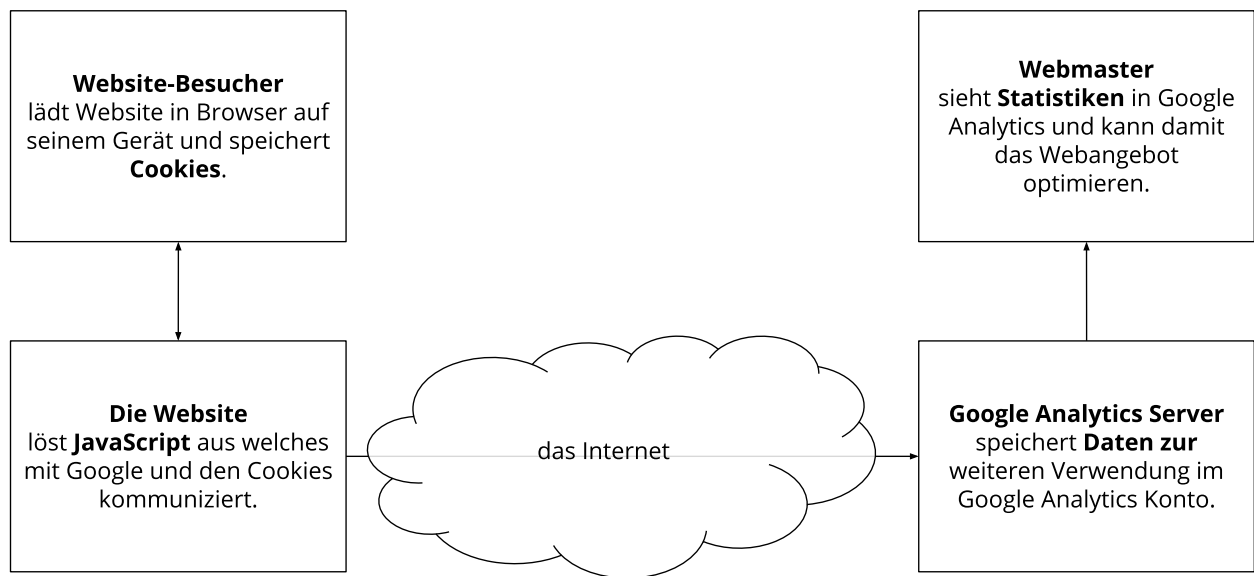 Website-Besucher
lädt Website in Browser auf
seinem Gerät und speichert
Cookies.
Webmaster
sieht Statistiken in Google
Analytics und kann damit
das Webangebot
optimieren.
Die Website
löst JavaScript aus welches
mit Google und den Cookies
kommuniziert.
das Internet
Google Analytics Server
speichert Daten zur
weiteren Verwendung im
Google Analytics Konto.